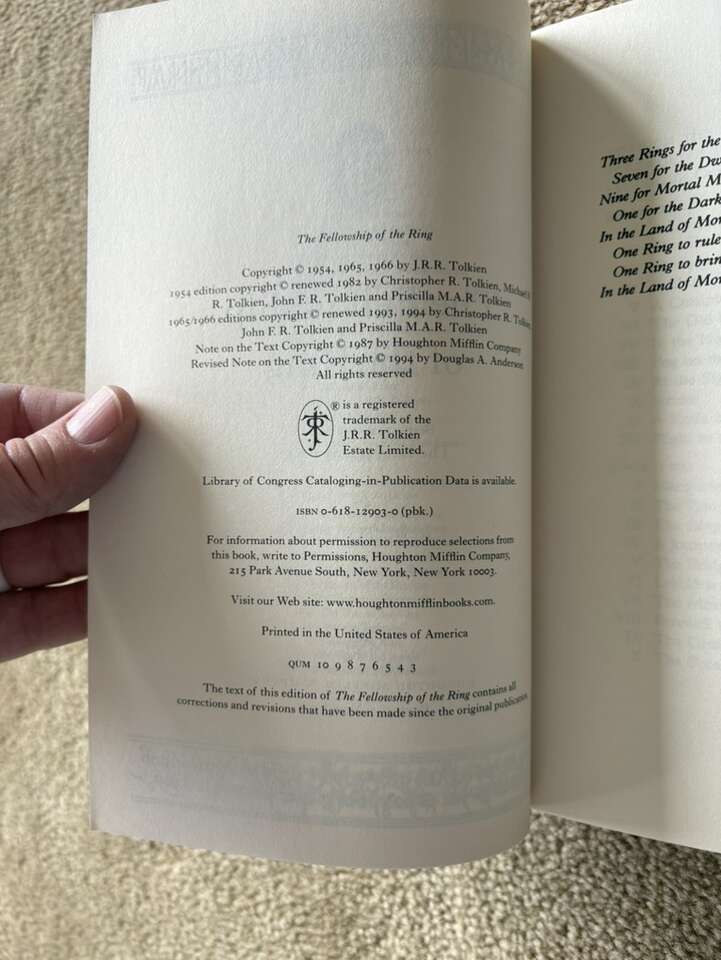 The Fellowship of the Ring
Copyright © 1954, 1965, 1966 by J.R.R. Tolkien
1954 edition copyright © renewed 1982 by Christopher R. Tolkien, Michael H.
R. Tolkien, John F. R. Tolkien and Priscilla M.A.R. Tolkien
1965/1966 editions copyright © renewed 1993, 1994 by Christopher R. Tolkien,
John F. R. Tolkien and Priscilla M.A.R. Tolkien
Note on the Text Copyright © 1987 by Houghton Mifflin Company
Revised Note on the Text Copyright © 1994 by Douglas A. Anderson
All rights reserved
® is a registered
trademark of the
J.R.R. Tolkien
Estate Limited.
Library of Congress Cataloging-in-Publication Data is available.
ISBN 0-618-12903-0 (pbk.)
For information about permission to reproduce selections from
this book, write to Permissions, Houghton Mifflin Company,
215 Park Avenue South, New York, New York 10003.
Visit our Web site: www.houghtonmifflinbooks.com.
Printed in the United States of America
QUM 10 9 8 7 6 5 4 3
The text of this edition of The Fellowship of the Ring contains all
corrections and revisions that have been made since the original publication.
Three Rings for the
Seven for the Dw
Nine for Mortal M
One for the Dark
In the Land of Mor
One Ring to rule
One Ring to brin
In the Land of Mor